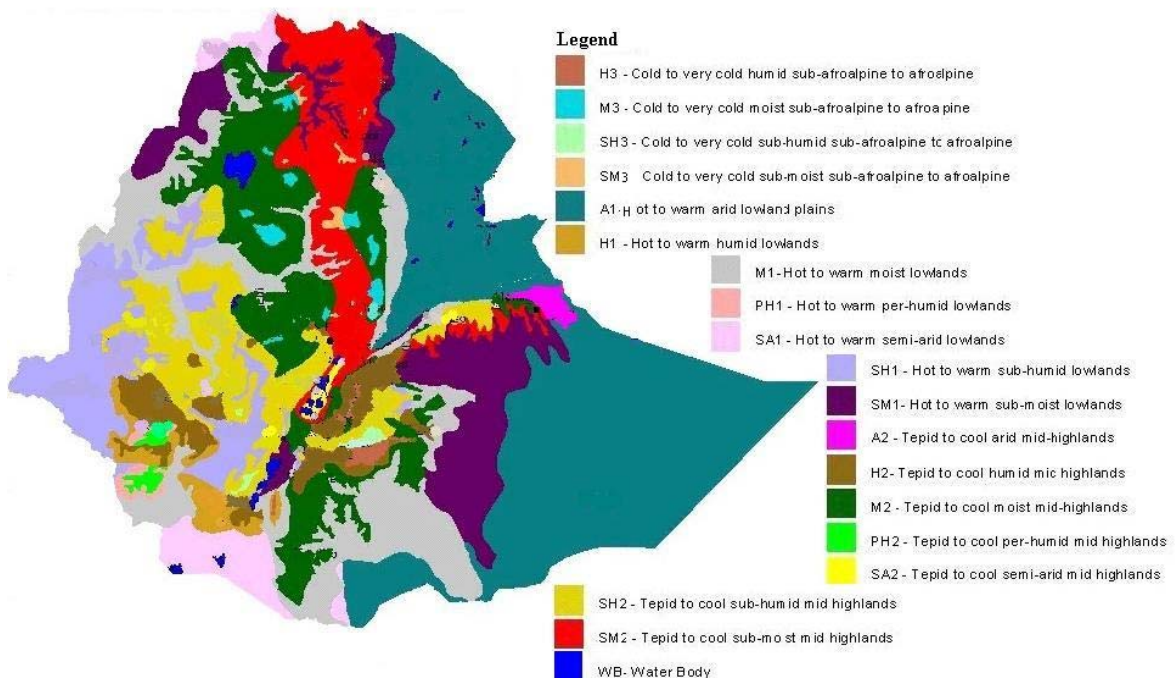 Legend
H3 - Cold to very cold humid sub-afroalpine to afroslpine
M3 - Cold to very cold moist sub-afroalpine to afroa pine
SH3 - Cold to very cold sub-humid sub-afroalpine tc afroalpine
SM3 Cold to very cold sub-moist sub-afroalpine to afroalpine
A1-H ot to warm arid lowland plains
H1 - Hot to warm humid lowlands
M1-Hot to warm moist lowlands
PH1 - Hot to warm per-humid lowlands
SA1 - Hot to warm semi-arid lowlands
SH1 - Hot to warm sub-humid lowlands
SM1- Hot to warm sub-moist lowlands
A2 - Tepid to cool arid mid-highlands
H2- Tepid to cool humid mic highlands
M2 - Tepid to cool moist mid-highlands
PH2 - Tepid to cool per-humid mid highlands
SA2 - Tepid to cool semi-arid mid highlands
SH2 - Tepid to cool sub-humid mid highlands
SM2 - Tepid to cool sub-most mid highlands
WB- Water Body